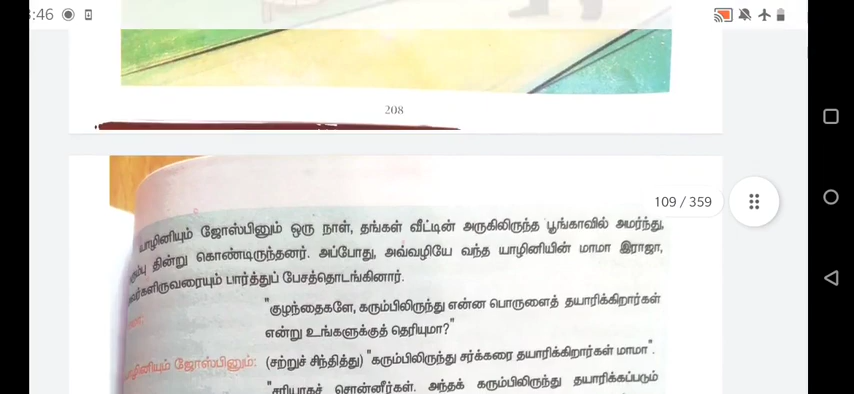 :46
208
109 / 359
யாழினியும் ஜோஸ்பினும் ஒரு நாள், தங்கள் வீட்டின் அருகிலிருந்த பூங்காவில் அமர்ந்து,
தின்று கொண்டிருந்தனர். அப்போது, அவ்வழியே வந்த யாழினியின் மாமா இராஜா,
பார்த்துப் பேசத்தொடங்கினார்.
"குழந்தைகளே, கரும்பிலிருந்து என்ன பொருளைத் தயாரிக்கிறார்கள்
என்று உங்களுக்குத் தெரியுமா?"
யாழினியும் ஜோஸ்பினும்: (சற்றுச் சிந்தித்து) "கரும்பிலிருந்து சர்க்கரை தயாரிக்கிறார்கள் மாமா".
"சரியாகச் சொன்னீர்கள். அந்தக் கரும்பிலிருந்து தயாரிக்கப்படும்